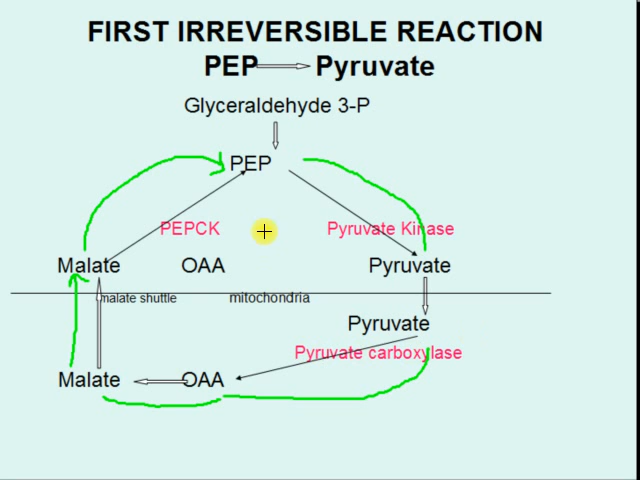 FIRST IRREVERSIBLE REACTION
PEP Pyruvate
Glyceraldehyde 3-P
PEP
PEPCK Pyruvate Kinase
Malate OAA Pyruvate
malate shuttle mitochondria
Pyruvate
Pyruvate carboxylase
Malate OAA